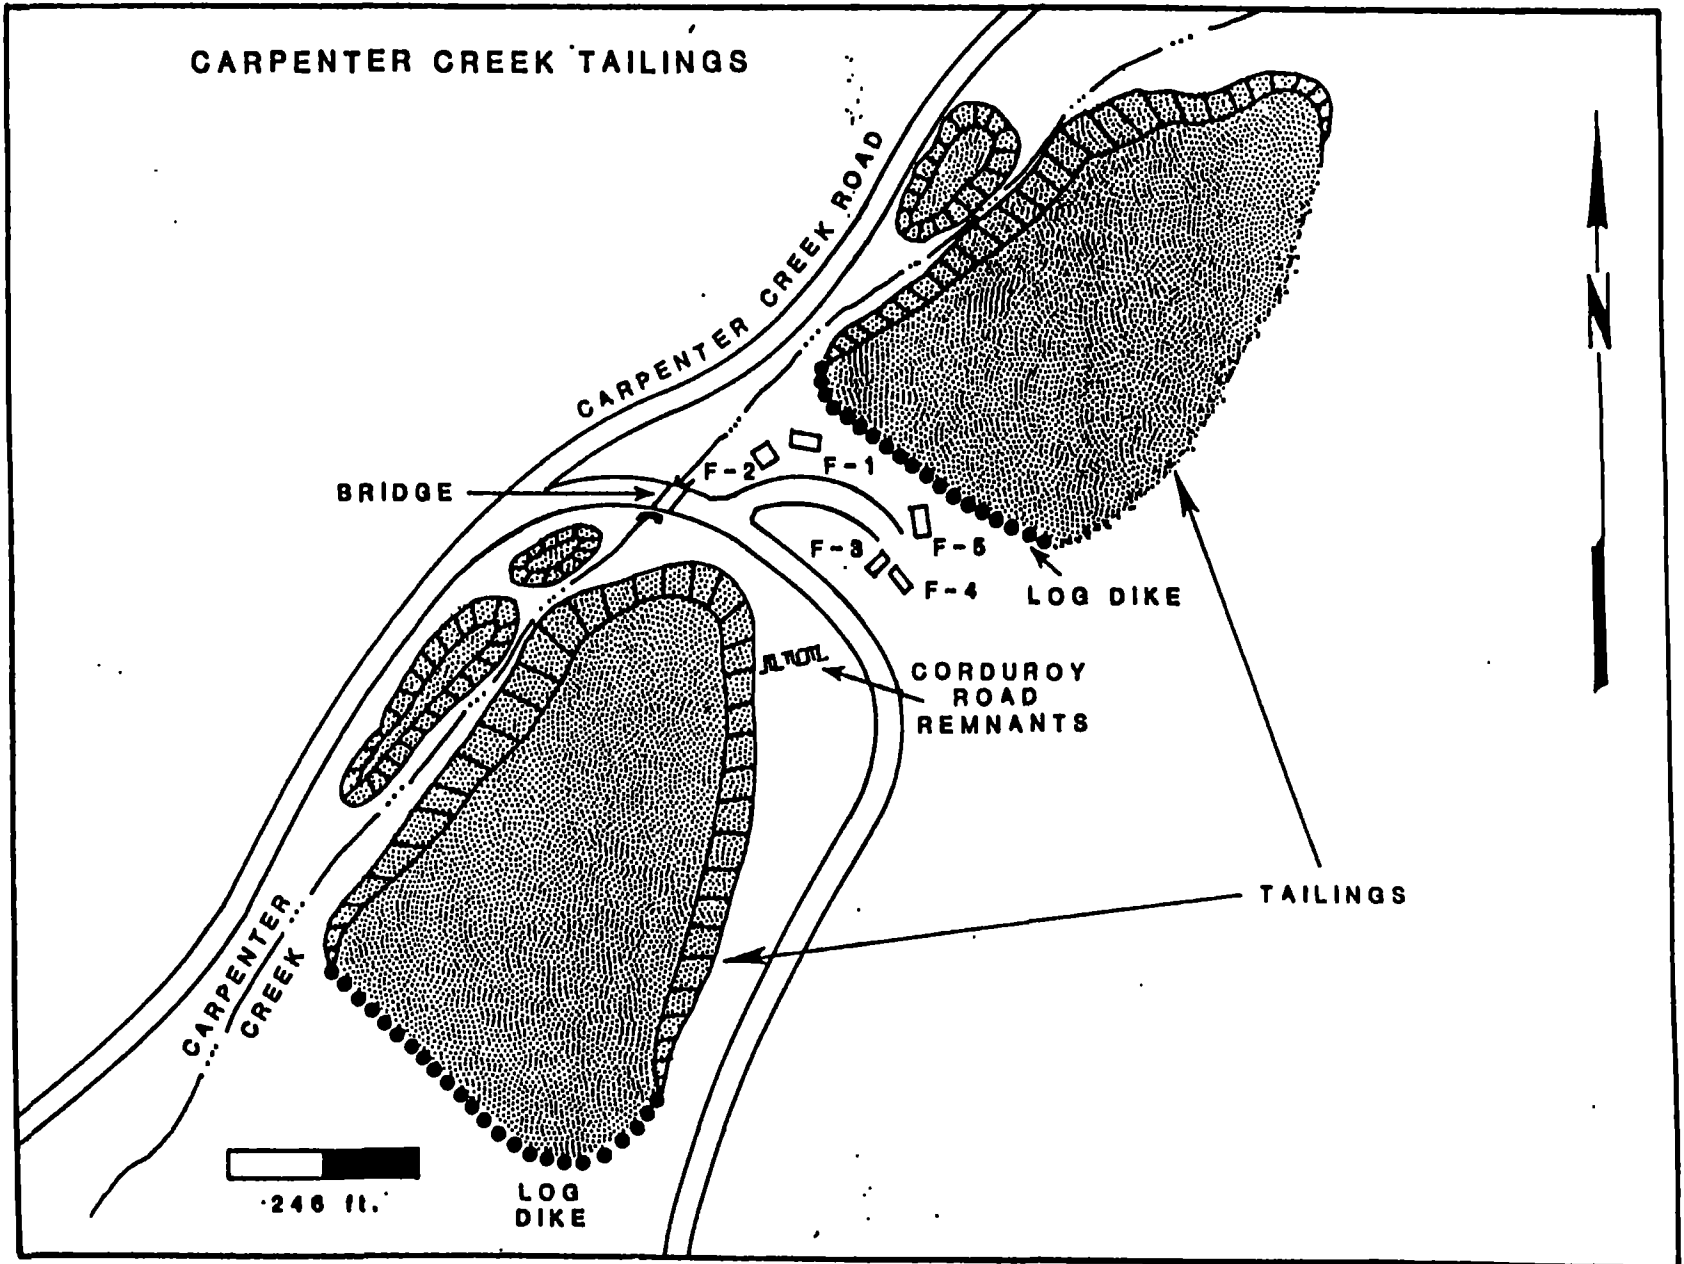 CARPENTER CREEK TAILINGS
CARPENTER CREEK ROAD
N
F-2
F-1
BRIDGE
F-5
F-3
F-4
LOG DIKE
CORDUROY
ROAD
REMNANTS
TAILINGS
CARPENTER
CREEK
246 ft.
LOG
DIKE